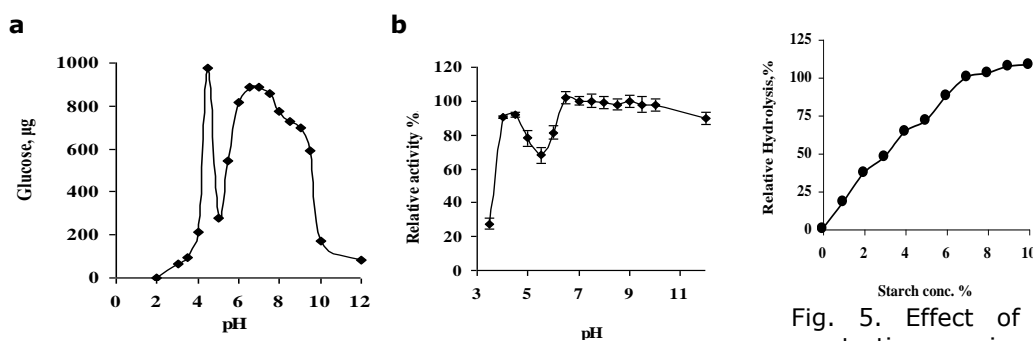 a
1000
800
600
400
200
0
Glucose, µg
0 2 4 6 8 10 12
pH
b
120
100
80
60
40
20
0
Relative activity %
3 5 7 9 11
pH
125
100
75
50
25
0
Relative Hydrolysis,%
0 2 4 6 8 10
Starch conc. %
Fig. 5. Effect of